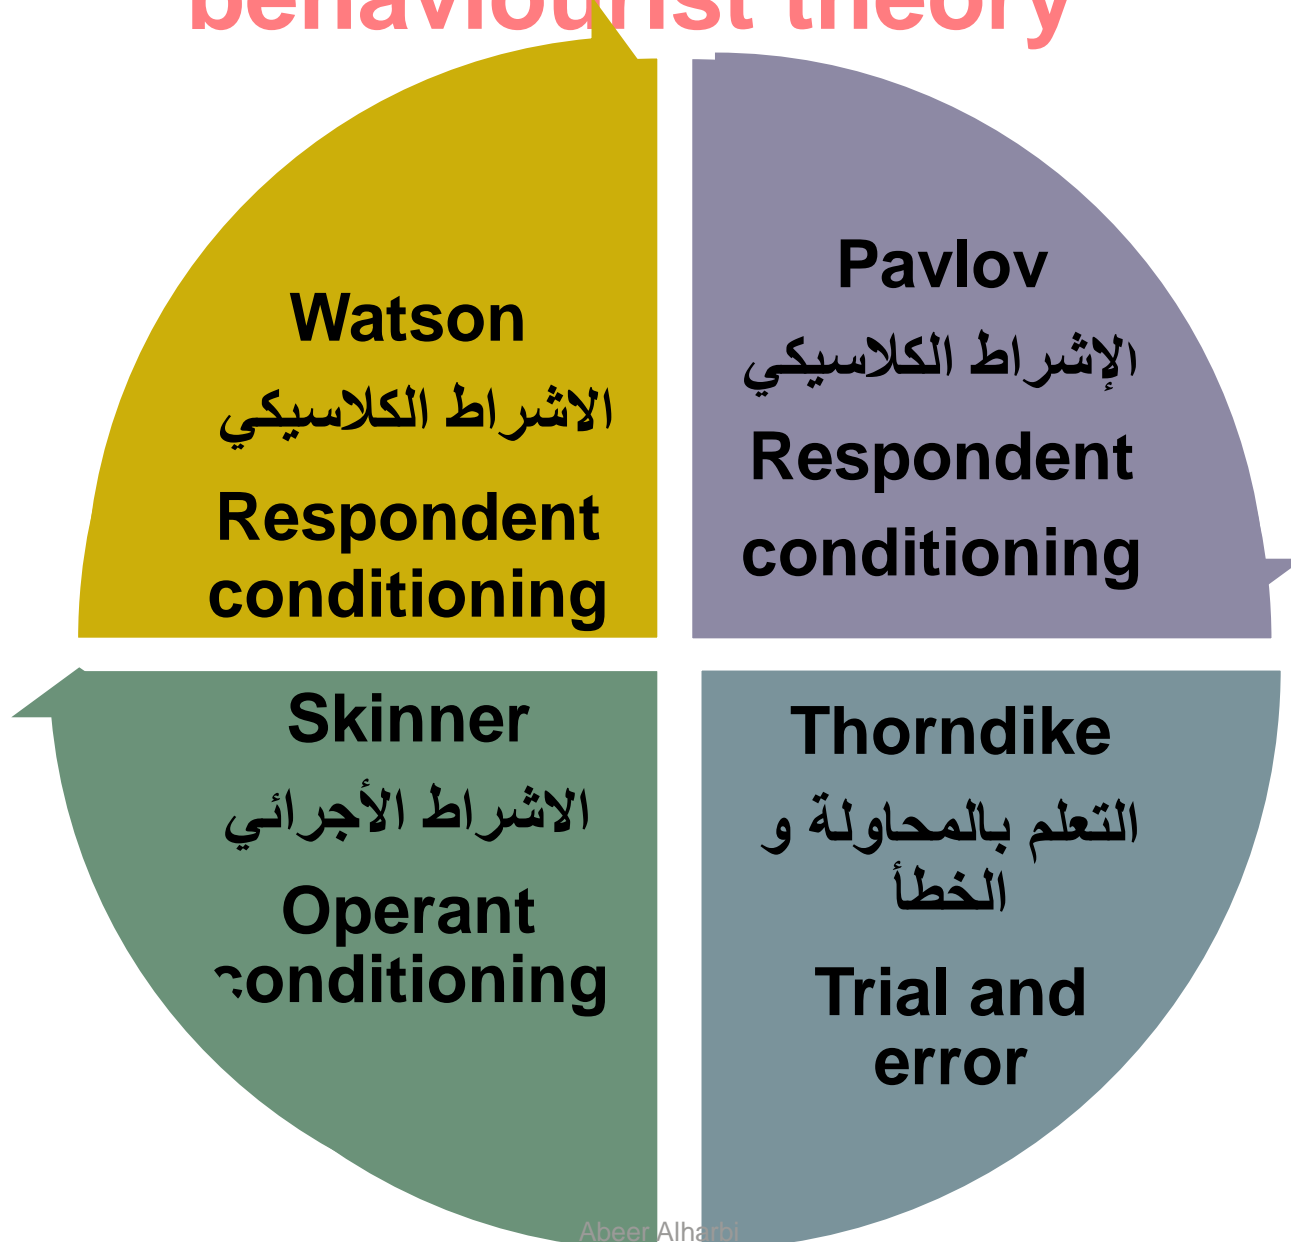 behaviourist theory
Watson
الاشراط الكلاسيكي
Respondent
conditioning
Pavlov
الإشراط الكلاسيكي
Respondent
conditioning
Skinner
الاشراط الأجرائي
Operant
conditioning
Thorndike
التعلم بالمحاولة و
الخطأ
Trial and
error
Abeer Alharbi